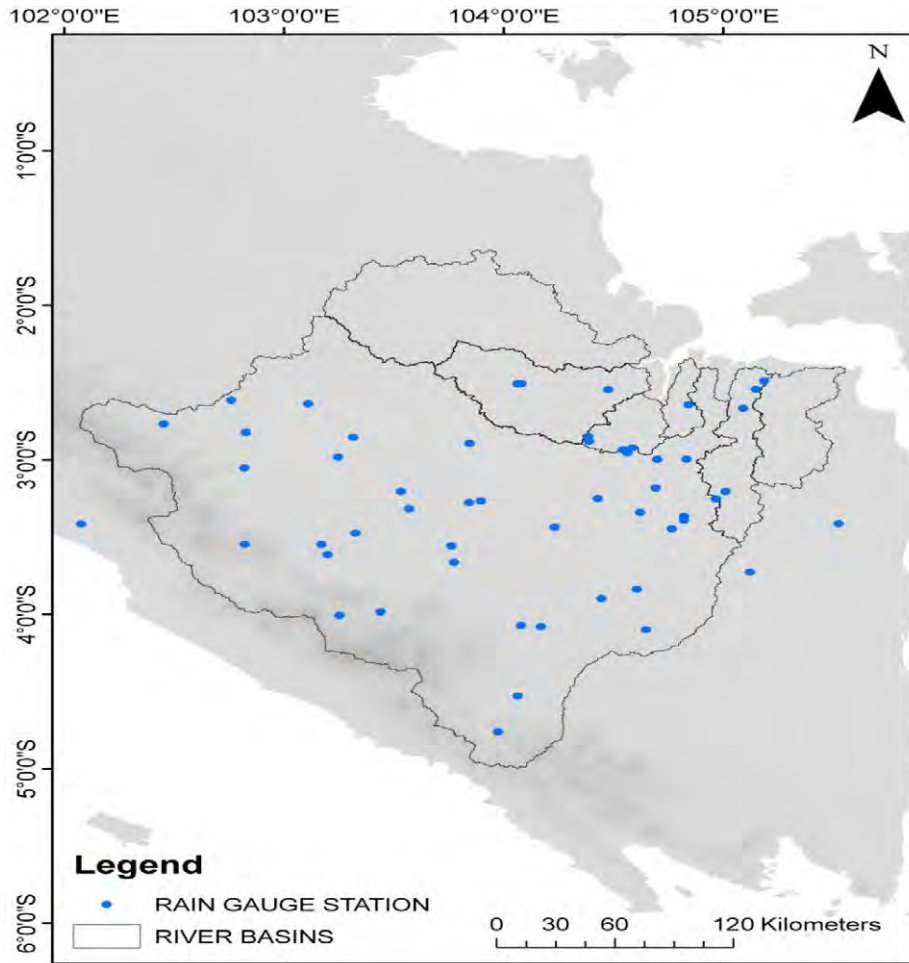 102°0'0"E 103°0'0"E 104°0'0"E 105°0'0"E
N
1°0'0"S
2°0'0"S
3°0'0"S
4°0'0"S
5°0'0"S
6°0'0"S
Legend
RAIN GAUGE STATION
RIVER BASINS
0 30 60 120 Kilometers